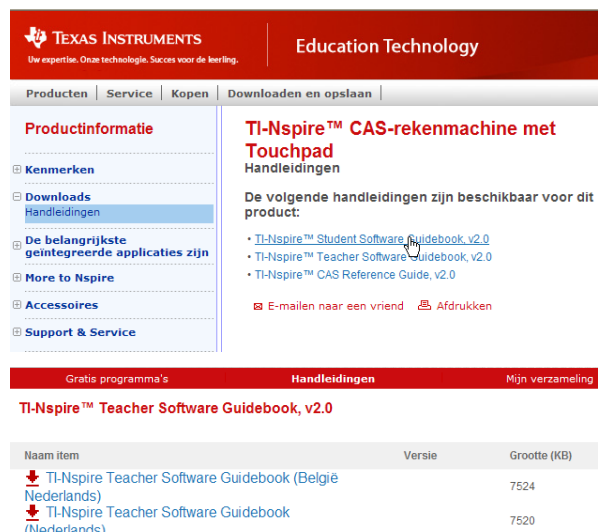 TEXAS INSTRUMENTS
Uw expertise. Onze technologie. Succes voor de leerling.
Education Technology
Producten | Service | Kopen | Downloaden en opslaan |
Productinformatie
Kenmerken
Downloads
Handleidingen
De belangrijkste
geïntegreerde applicaties zijn
More to Nspire
Accessoires
Support & Service
TI-Nspire™ CAS-rekenmachine met
Touchpad
Handleidingen
De volgende handleidingen zijn beschikbaar voor dit
product:
• TI-Nspire™ Student Software Guidebook, v2.0
• TI-Nspire™ Teacher Software Guidebook, v2.0
• TI-Nspire™ CAS Reference Guide, v2.0
E-mailen naar een vriend Afdrukken
Gratis programma's Handleidingen Mijn verzameling
TI-Nspire™ Teacher Software Guidebook, v2.0
Naam item Versie Grootte (KB)
TI-Nspire Teacher Software Guidebook (België
Nederlands) 7524
TI-Nspire Teacher Software Guidebook
(Nederlands) 7520